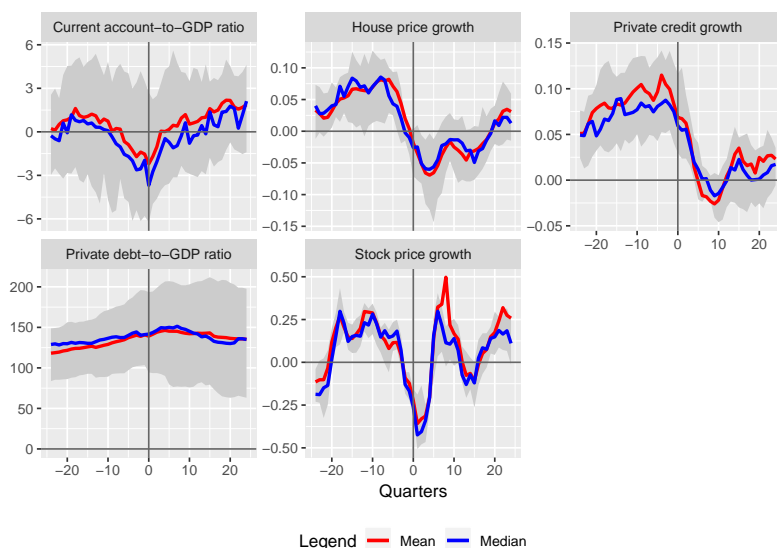 Current account−to−GDP ratio
House price growth
Private credit growth
6
3
0
−3
−6
0.10
0.05
0.00
−0.05
−0.10
−0.15
0.15
0.10
0.05
0.00
−0.05
−20 −10 0 10 20
Private debt−to−GDP ratio
Stock price growth
200
150
100
50
0
0.50
0.25
0.00
−0.25
−0.50
−20 −10 0 10 20
−20 −10 0 10 20
Quarters
Legend Mean Median